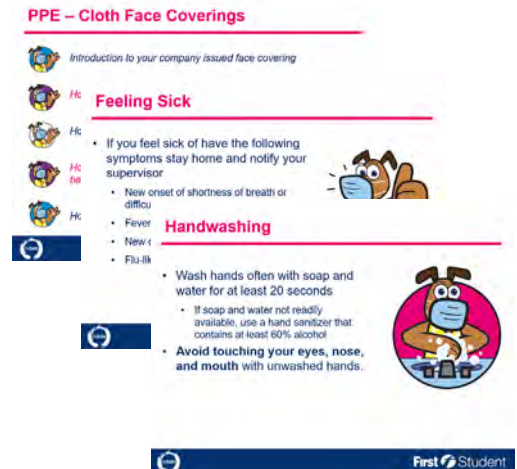 PPE – Cloth Face Coverings
Introduction to your company issued face covering
Feeling Sick
If you feel sick of have the following
symptoms stay home and notify your
supervisor
New onset of shortness of breath or
Fever
New
Handwashing
Wash hands often with soap and
water for at least 20 seconds
If soap and water not readily
available, use a hand sanitizer that
contains at least 60% alcohol
Avoid touching your eyes, nose,
and mouth with unwashed hands.
First Student